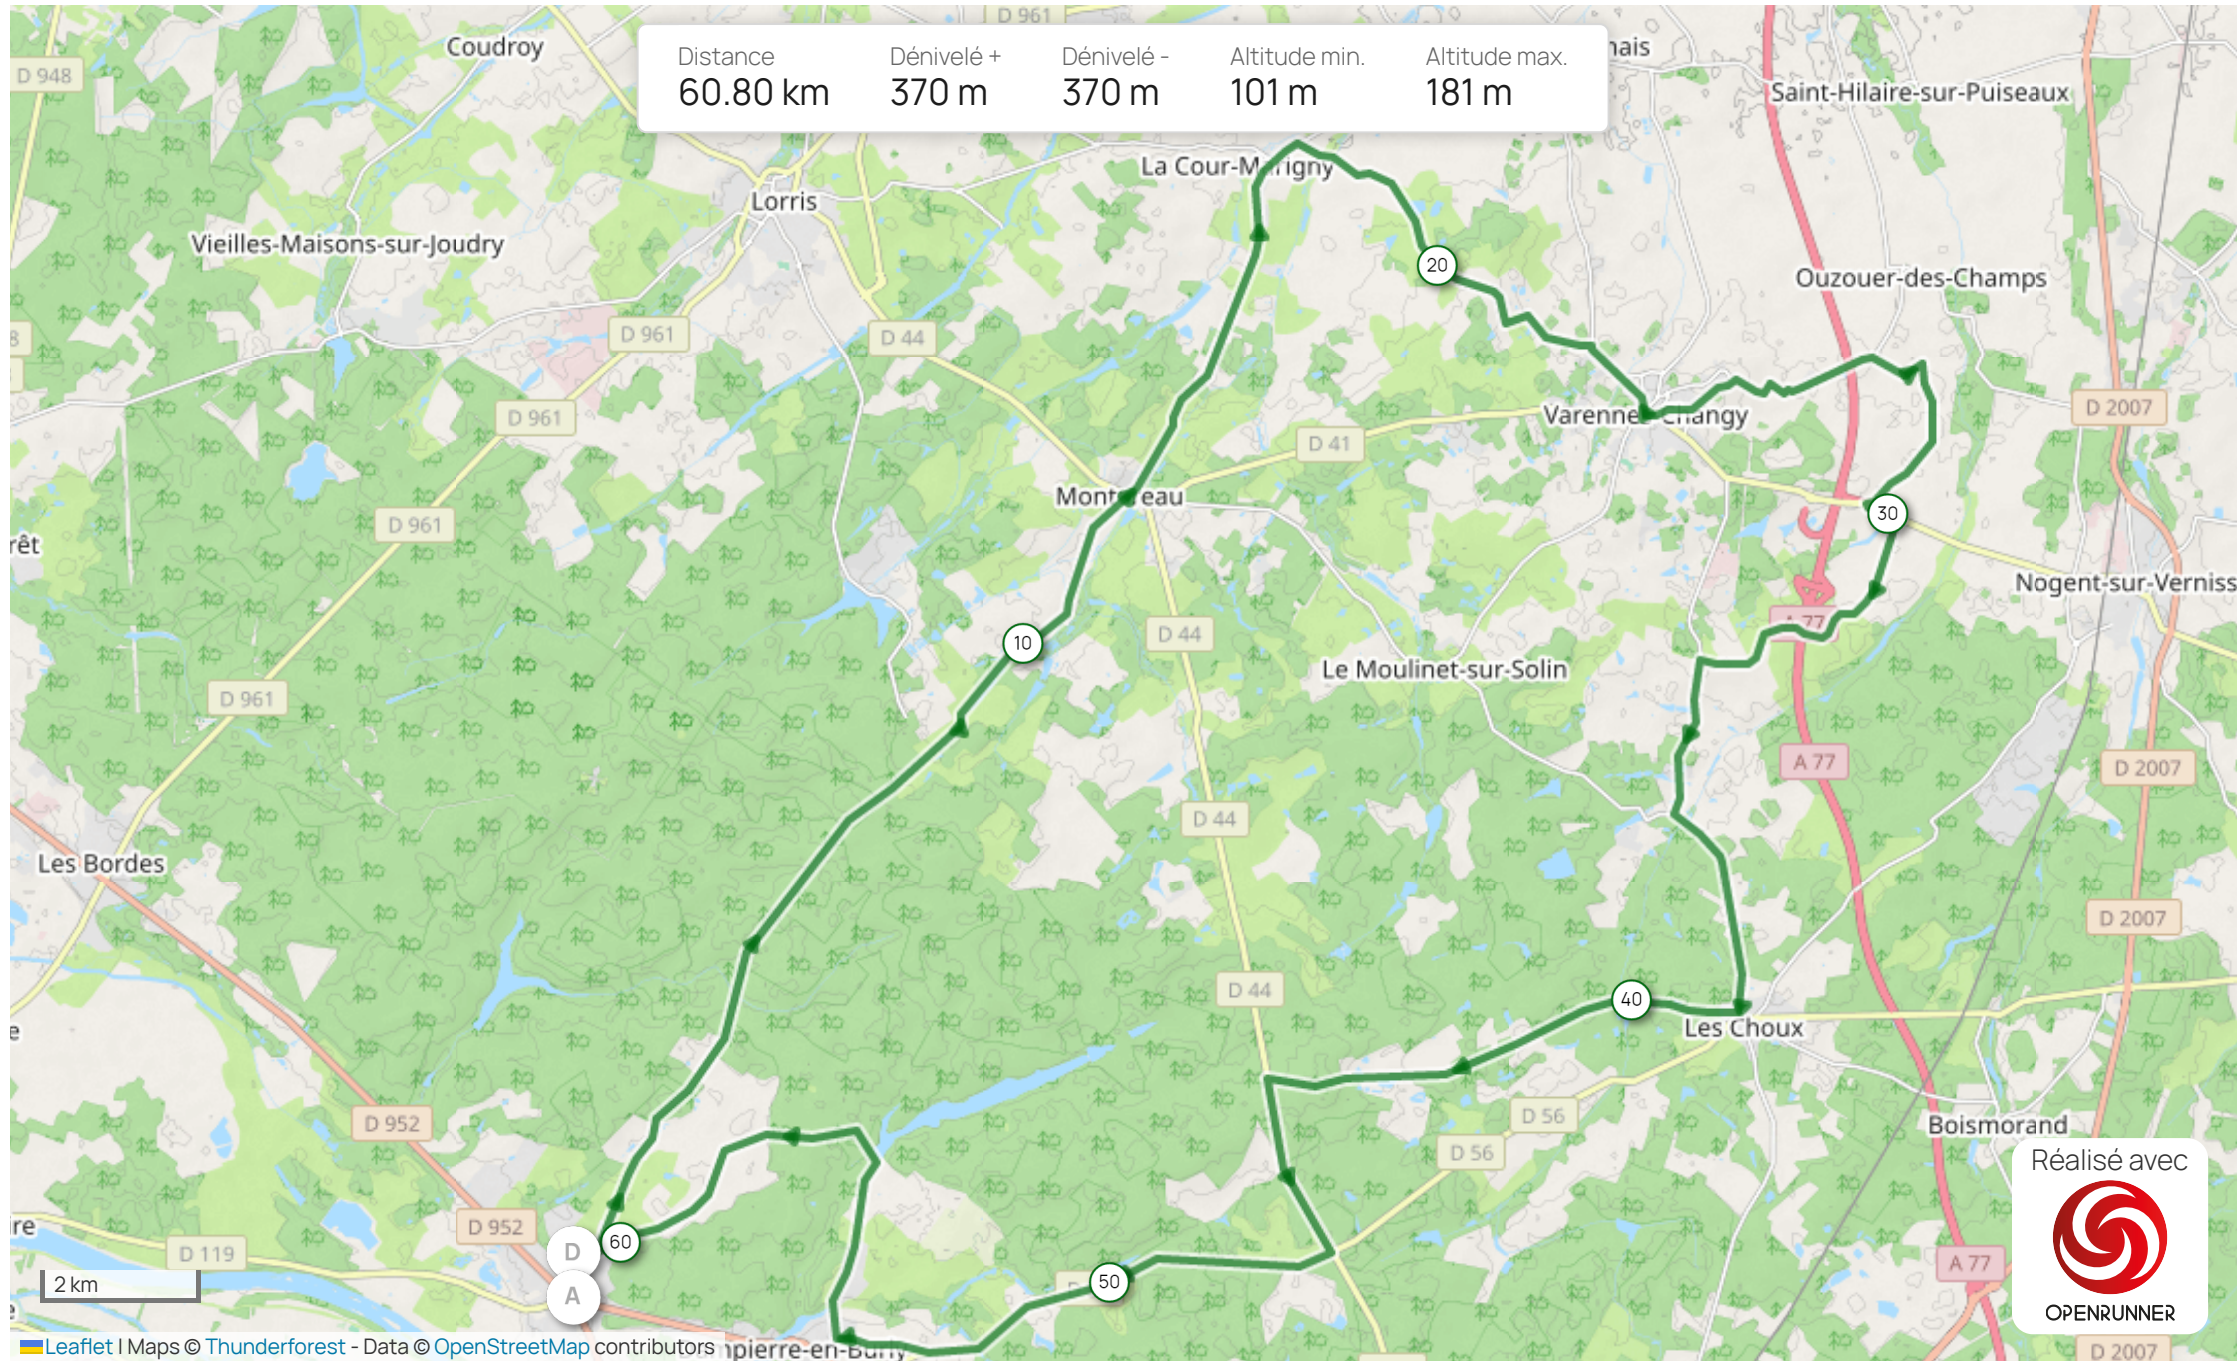 D 961
Coudroy
D 948
Distance
60.80 km
Dénivelé +
370 m
Dénivelé -
370 m
Altitude min.
101 m
Altitude max.
181 m
Saint-Hilaire-sur-Puiseaux
Lorris
Vieilles-Maisons-sur-Joudry
20
Ouzouer-des-Champs
D 961
D 44
D 961
D 41
D 2007
D 961
30
Nogent-sur-Verniss
10
D 44
A 77
Le Moulinet-sur-Solin
D 961
A 77
D 2007
D 44
Les Bordes
D 2007
D 44
40
Les Choux
D 952
D 56
D 56
Boismorand
D 952
D 119
D
60
A
50
A 77
D 2007
2 km
Réalisé avec
OPENRUNNER
Leaflet | Maps © Thunderforest - Data © OpenStreetMap contributors